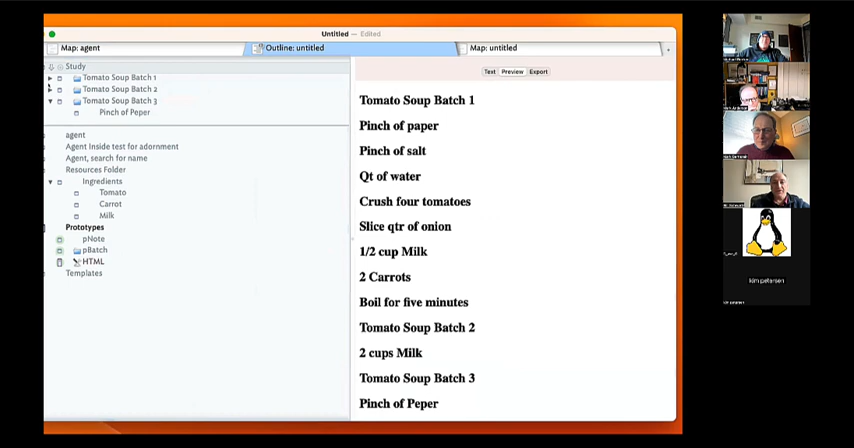 Untitled — Edited
Map: agent
Outline: untitled
Map: untitled
Study
Tomato Soup Batch 1
Tomato Soup Batch 2
Tomato Soup Batch 3
Pinch of Peper
agent
Agent Inside test for adornment
Agent, search for name
Resources Folder
Ingredients
Tomato
Carrot
Milk
Prototypes
pNote
pBatch
HTML
Templates
Text Preview Export
Tomato Soup Batch 1
Pinch of paper
Pinch of salt
Qt of water
Crush four tomatoes
Slice qtr of onion
1/2 cup Milk
2 Carrots
Boil for five minutes
Tomato Soup Batch 2
2 cups Milk
Tomato Soup Batch 3
Pinch of Peper
kim petersen